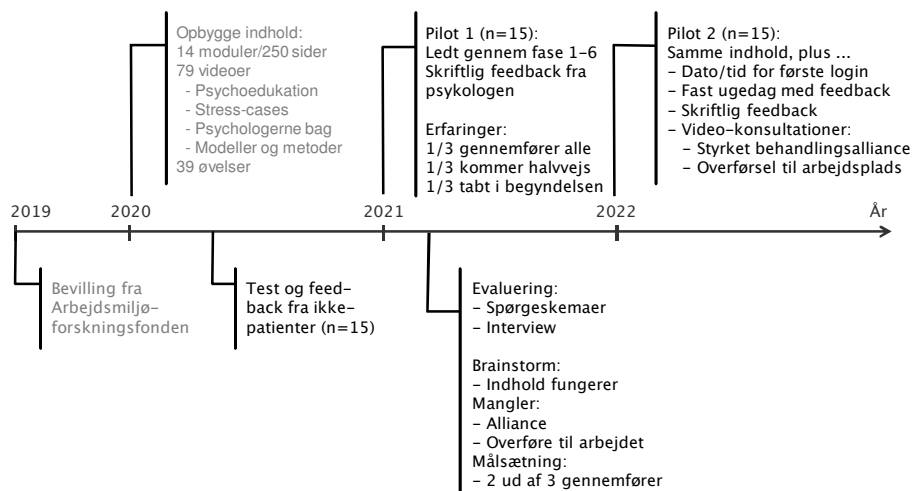 Opbygge indhold:
14 moduler/250 sider
79 videoer
- Psychoedukation
- Stress-cases
- Psychologerne bag
- Modeller og metoder
39 øvelser
Pilot 1 (n=15):
Ledt gennem fase 1–6
Skriftlig feedback fra
psykologen
Erfaringer:
1/3 gennemfører alle
1/3 kommer halvvejs
1/3 tabt i begyndelsen
Pilot 2 (n=15):
Samme indhold, plus ...
– Dato/tid for første login
– Fast ugedag med feedback
– Skriftlig feedback
– Video-konsultationer:
– Styrket behandlingsalliance
– Overførsel til arbejdsplads
2019 2020 2021 2022 År
Bevilling fra
Arbejdsmiljø-
forskningsfonden
Test og feed-
back fra ikke-
patienter (n=15)
Evaluering:
– Spørgeskemaer
– Interview
Brainstorm:
– Indhold fungerer
Mangler:
– Alliance
– Overføre til arbejdet
Målsætning:
– 2 ud af 3 gennemfører